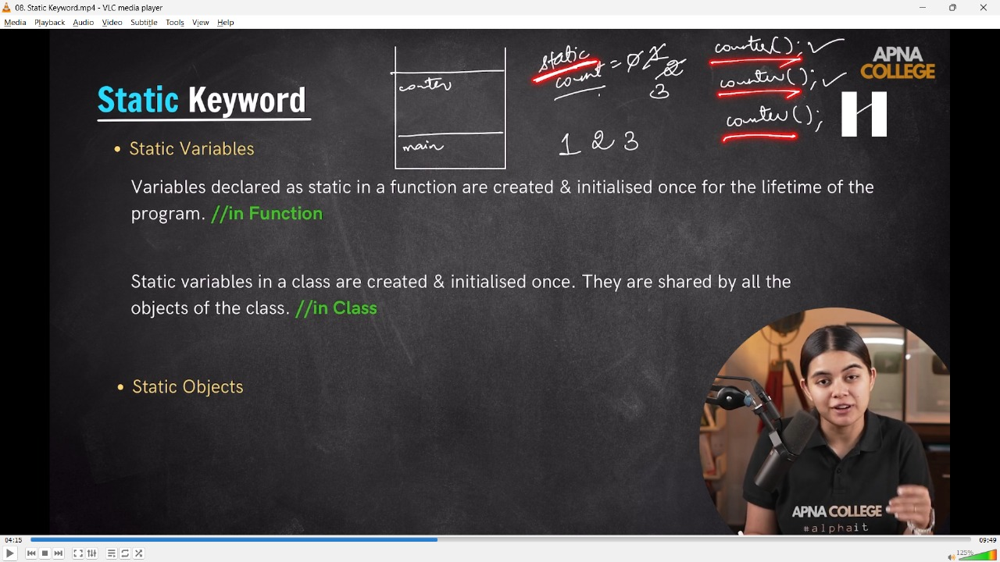 08. Static Keyword.mp4 - VLC media player
Media Playback Audio Video Subtitle Tools View Help
counter(); ✓
static
count = 0 1 2 3
counter(); ✓
counter();
APNA
COLLEGE
counter
main
1 2 3
Static Keyword
• Static Variables
Variables declared as static in a function are created & initialised once for the lifetime of the
program. //in Function
Static variables in a class are created & initialised once. They are shared by all the
objects of the class. //in Class
• Static Objects
APNA COLLEGE
#alphait
04:15
09:49
125%